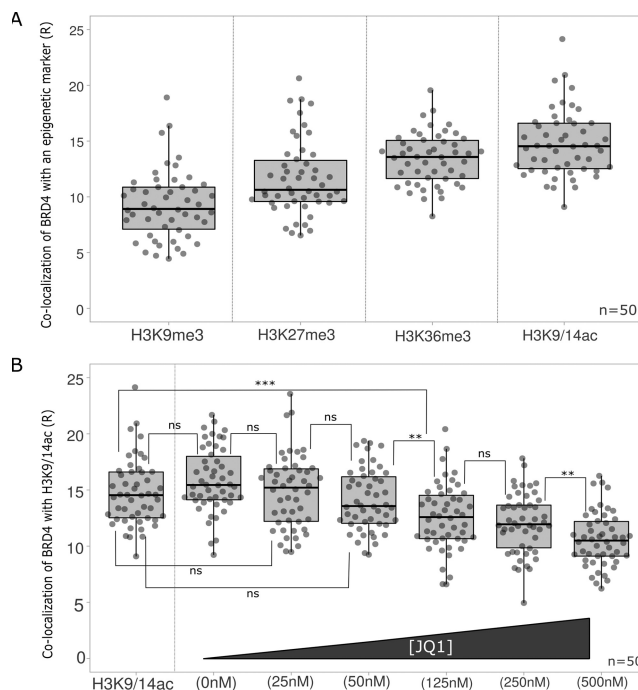 A
Co-localization of BRD4 with an epigenetic marker (R)
25
20
15
10
5
0
n=50
H3K9me3 H3K27me3 H3K36me3 H3K9/14ac
B
Co-localization of BRD4 with H3K9/14ac (R)
25
20
15
10
5
0
***
ns ns ns ** ns **
ns
ns
[JQ1]
n=50
H3K9/14ac (0nM) (25nM) (50nM) (125nM) (250nM) (500nM)